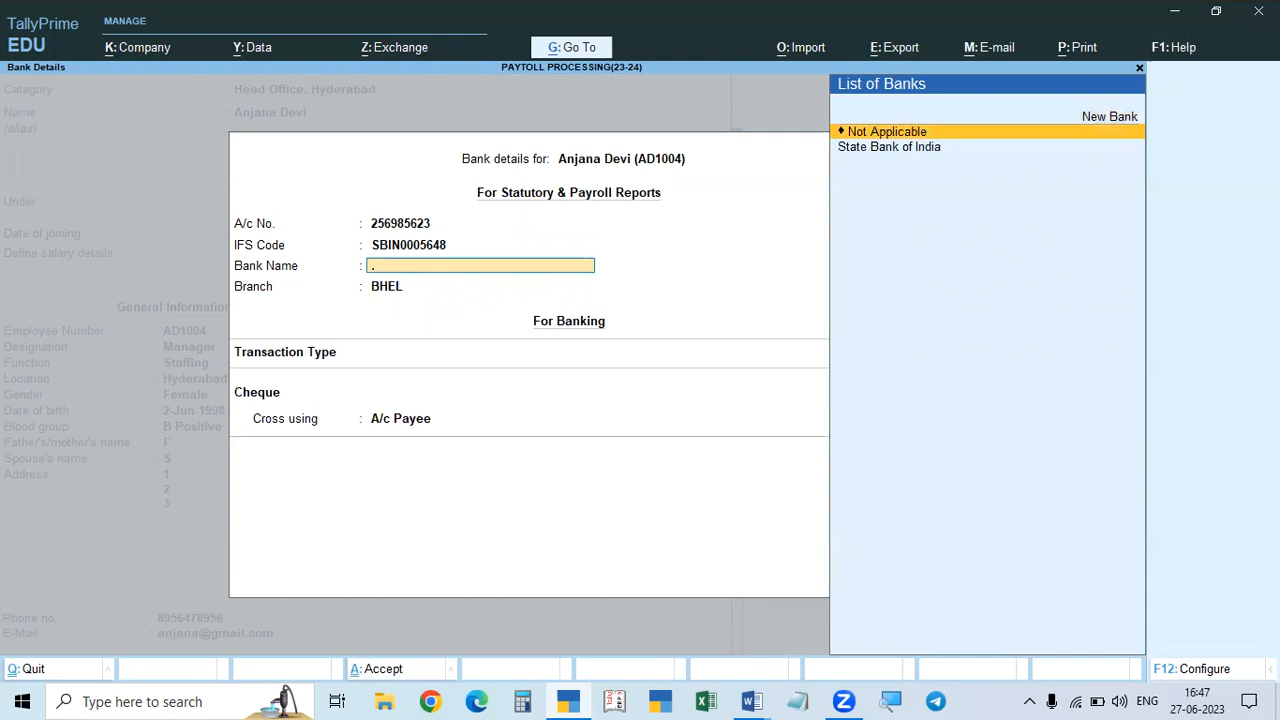 TallyPrime
EDU
MANAGE
K: Company
Y: Data
Z: Exchange
G: Go To
O: Import
E: Export
M: E-mail
P: Print
F1: Help
Bank Details
PAYTOLL PROCESSING(23-24)
Category : Head Office, Hyderabad
Name : Anjana Devi
(alias) :
Under
Date of joining
Define salary details
General Information
Employee Number : AD1004
Designation : Manager
Function : Staffing
Location : Hyderabad
Gender : Female
Date of birth : 2-Jun-1998
Blood group : B Positive
Father's/mother's name : F
Spouse's name : S
Address : 1
2
3
Phone no. : 8956478956
E-Mail : anjana@gmail.com
Bank details for: Anjana Devi (AD1004)
For Statutory & Payroll Reports
A/c No. : 256985623
IFS Code : SBIN0005648
Bank Name : .
Branch : BHEL
For Banking
Transaction Type
Cheque
Cross using : A/c Payee
List of Banks
New Bank
♦ Not Applicable
State Bank of India
Q: Quit
A: Accept
F12: Configure
Type here to search
ENG
16:47
27-06-2023